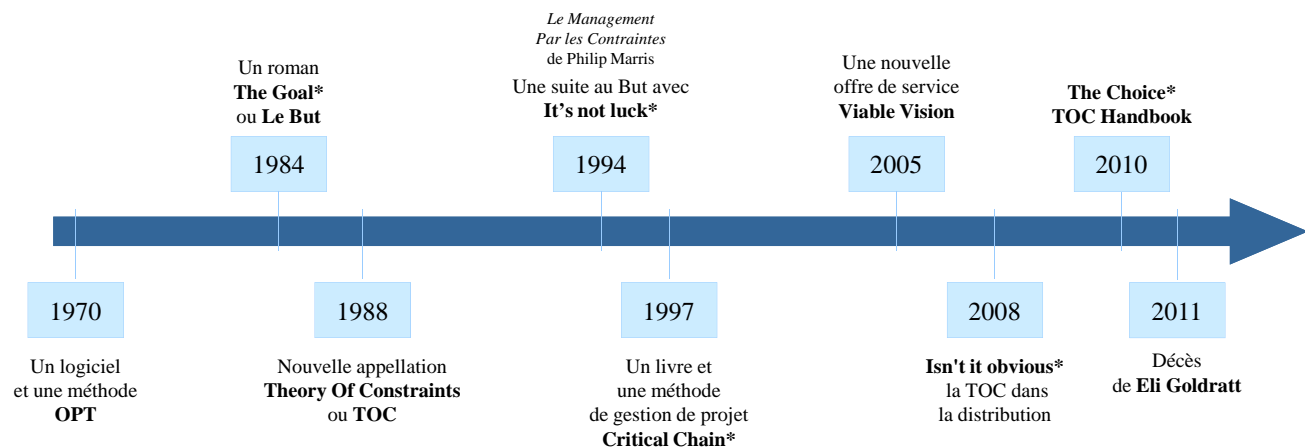 Le Management
Par les Contraintes
de Philip Marris
Un roman
The Goal*
ou Le But
Une suite au But avec
It's not luck*
Une nouvelle
offre de service
Viable Vision
The Choice*
TOC Handbook
1984
1994
2005
2010
1970
1988
1997
2008
2011
Un logiciel
et une méthode
OPT
Nouvelle appellation
Theory Of Constraints
ou TOC
Un livre et
une méthode
de gestion de projet
Critical Chain*
Isn't it obvious*
la TOC dans
la distribution
Décès
de Eli Goldratt